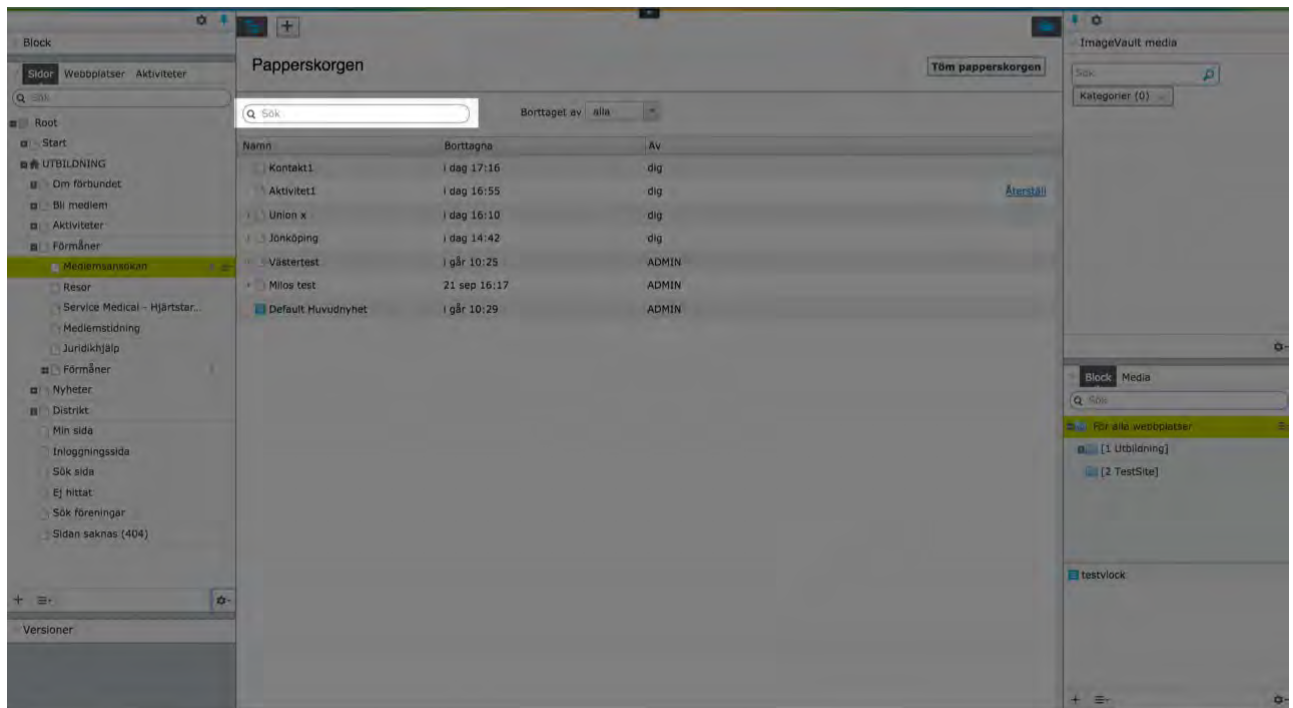 Block
Sidor Webbplatser Aktiviteter
Sök
Root
Start
UTBILDNING
Om förbundet
Bli medlem
Aktiviteter
Förmåner
Medlemsansökan
Resor
Service Medical - Hjärtstar...
Medlemstidning
Juridikhjälp
Förmåner
Nyheter
Distrikt
Min sida
Inloggningssida
Sök sida
Ej hittat
Sök föreningar
Sidan saknas (404)
Versioner
Papperskorgen
Töm papperskorgen
Sök
Borttaget av alla
Namn Borttagna Av
Kontakt1 i dag 17:16 dig
Aktivitet1 i dag 16:55 dig Återställ
Union x i dag 16:10 dig
Jönköping i dag 14:42 dig
Västertest i går 10:25 ADMIN
Milos test 21 sep 16:17 ADMIN
Default Huvudnyhet i går 10:29 ADMIN
ImageVault media
Sök
Kategorier (0)
Block Media
Sök
För alla webbplatser
[1 Utbildning]
[2 TestSite]
testvlock